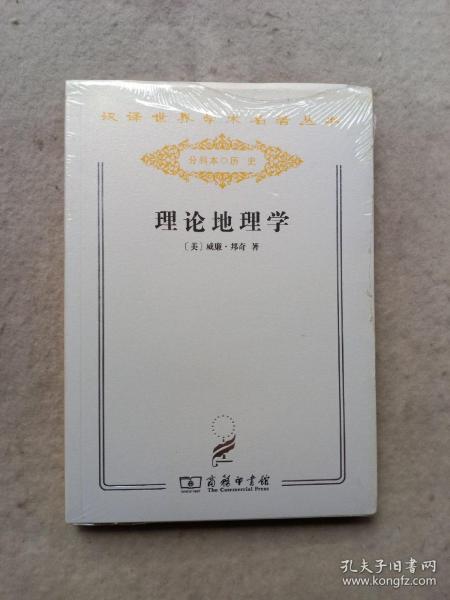 汉译世界学术名著丛书
分科本○历史
理论地理学
〔美〕威廉·邦奇 著
商务印书馆
The Commercial Press
孔夫子旧书网
www.kongfz.com